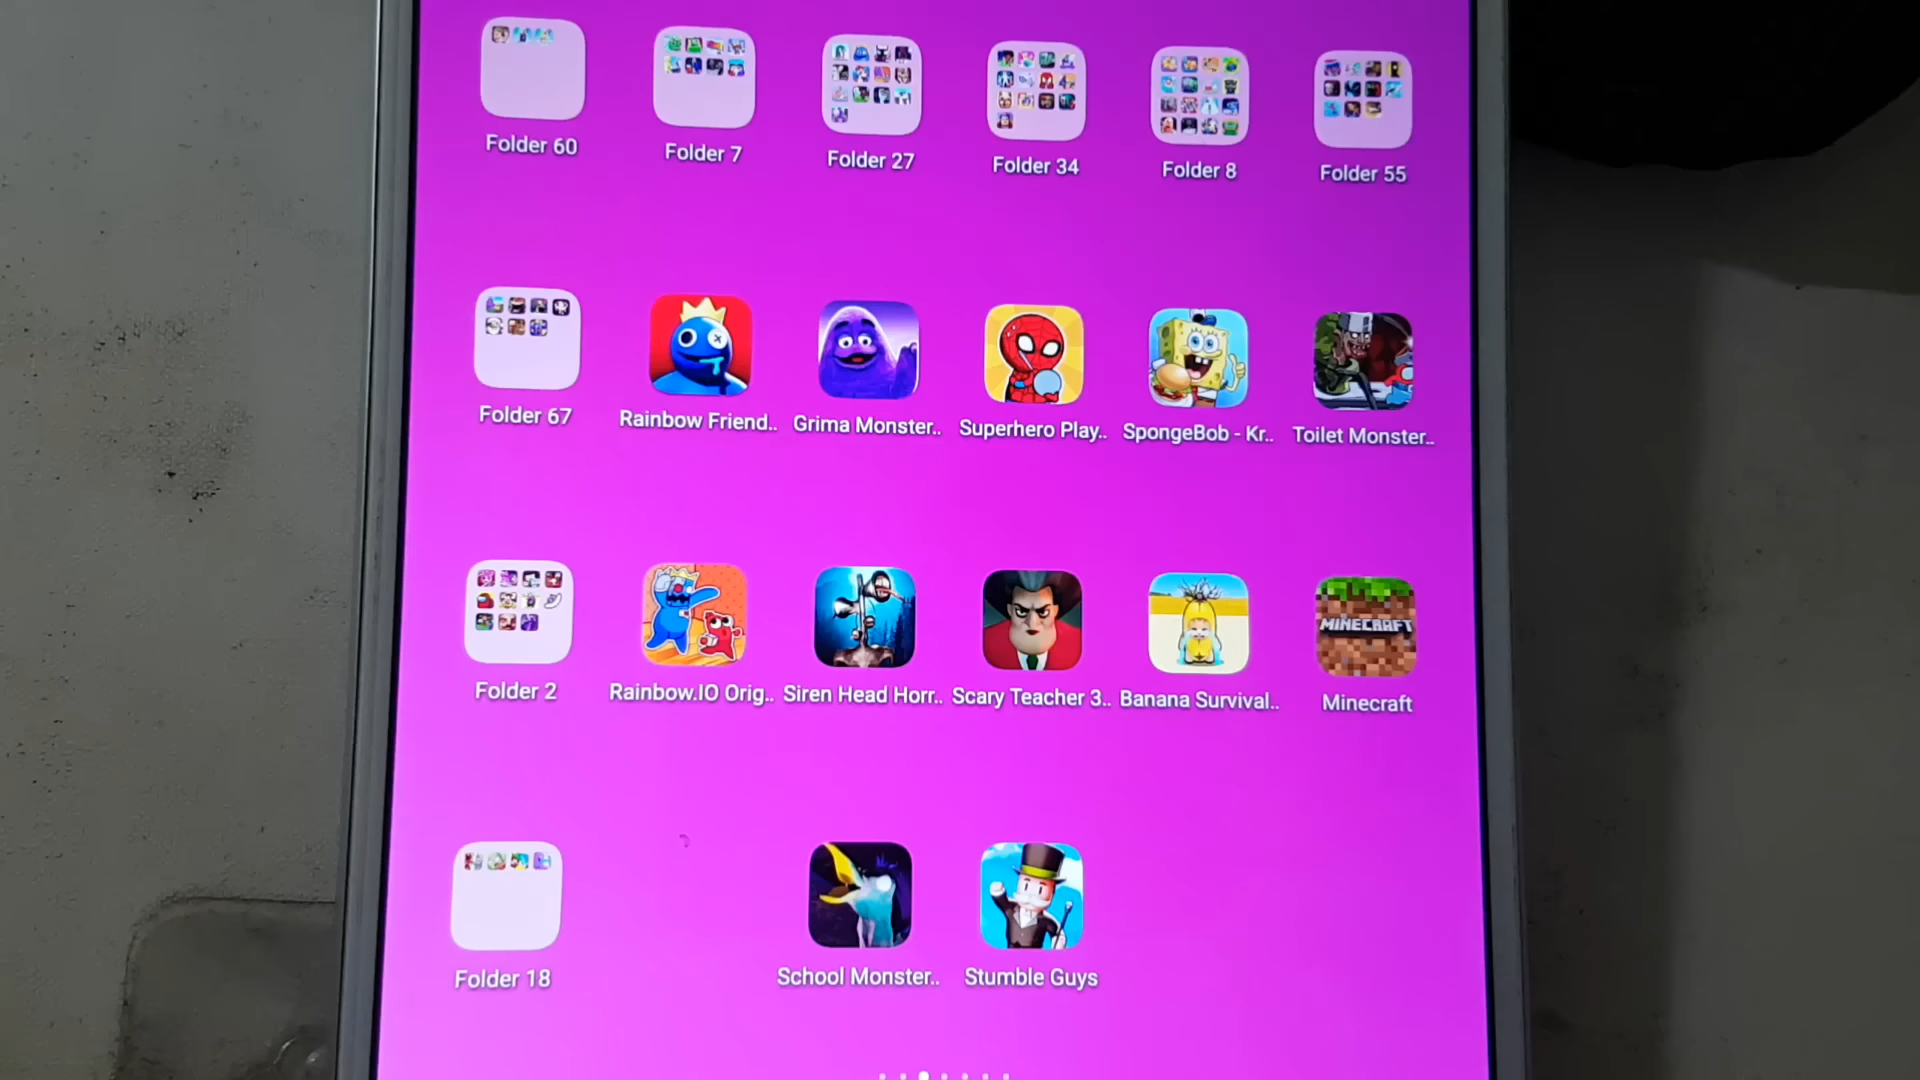 Folder 60 Folder 7 Folder 27 Folder 34 Folder 8 Folder 55
Folder 67 Rainbow Friend.. Grima Monster.. Superhero Play.. SpongeBob - Kr.. Toilet Monster..
MINECRAFT
Folder 2 Rainbow.IO Orig.. Siren Head Horr.. Scary Teacher 3.. Banana Survival.. Minecraft
Folder 18 School Monster.. Stumble Guys